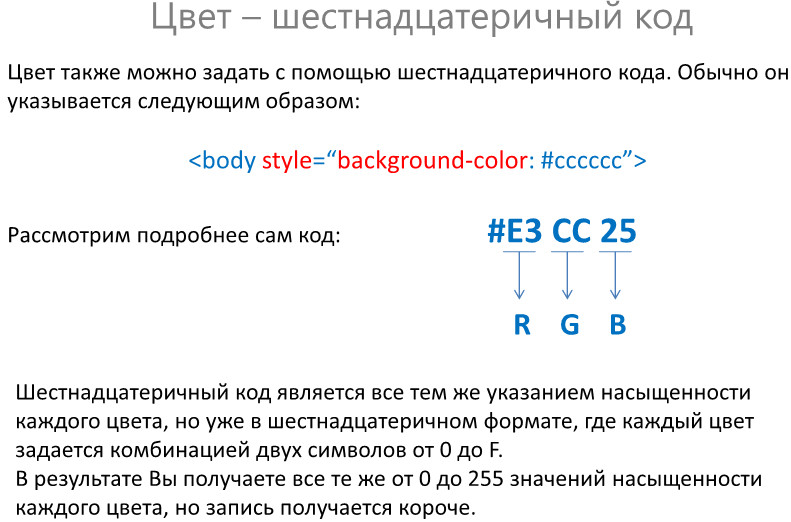 Цвет – шестнадцатеричный код
Цвет также можно задать с помощью шестнадцатеричного кода. Обычно он
указывается следующим образом:
<body style=“background-color: #cccccc”>
Рассмотрим подробнее сам код:
#E3 CC 25
R G B
Шестнадцатеричный код является все тем же указанием насыщенности
каждого цвета, но уже в шестнадцатеричном формате, где каждый цвет
задается комбинацией двух символов от 0 до F.
В результате Вы получаете все те же от 0 до 255 значений насыщенности
каждого цвета, но запись получается короче.